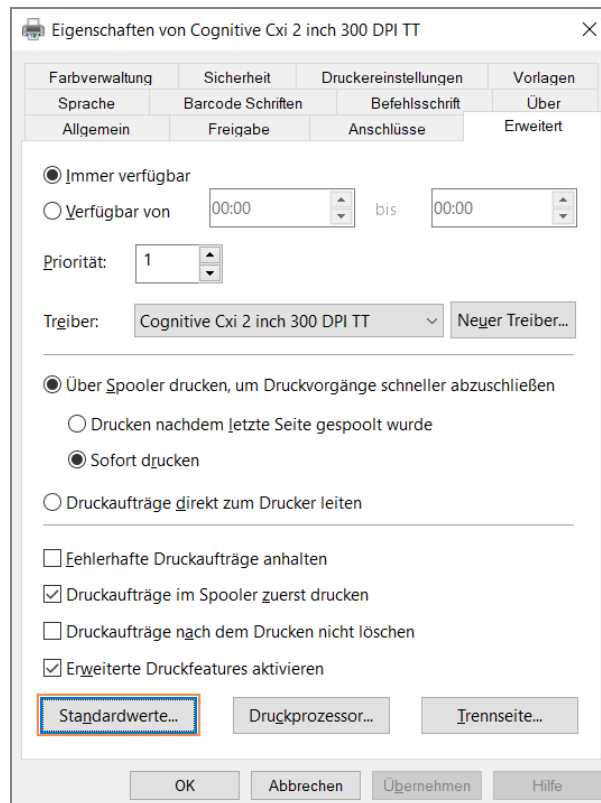 Eigenschaften von Cognitive Cxi 2 inch 300 DPI TT
Farbverwaltung Sicherheit Druckereinstellungen Vorlagen
Sprache Barcode Schriften Befehlsschrift Über
Allgemein Freigabe Anschlüsse Erweitert
Immer verfügbar
Verfügbar von 00:00 bis 00:00
Priorität: 1
Treiber: Cognitive Cxi 2 inch 300 DPI TT Neuer Treiber...
Über Spooler drucken, um Druckvorgänge schneller abzuschließen
Drucken nachdem letzte Seite gespoolt wurde
Sofort drucken
Druckaufträge direkt zum Drucker leiten
Fehlerhafte Druckaufträge anhalten
Druckaufträge im Spooler zuerst drucken
Druckaufträge nach dem Drucken nicht löschen
Erweiterte Druckfeatures aktivieren
Standardwerte... Druckprozessor... Trennseite...
OK Abbrechen Übernehmen Hilfe